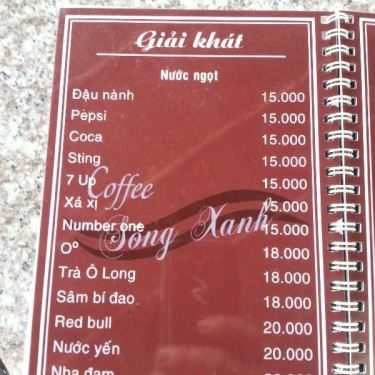 Giải khát
Nước ngọt
Đậu nành 15.000
Pepsi 15.000
Coca 15.000
Sting 15.000
7 Up 15.000
Xá xị 15.000
Number one 15.000
O° 18.000
Trà Ô Long 18.000
Sâm bí đao 18.000
Red bull 20.000
Nước yến 20.000
Nha đam
Coffee
Sông Xanh